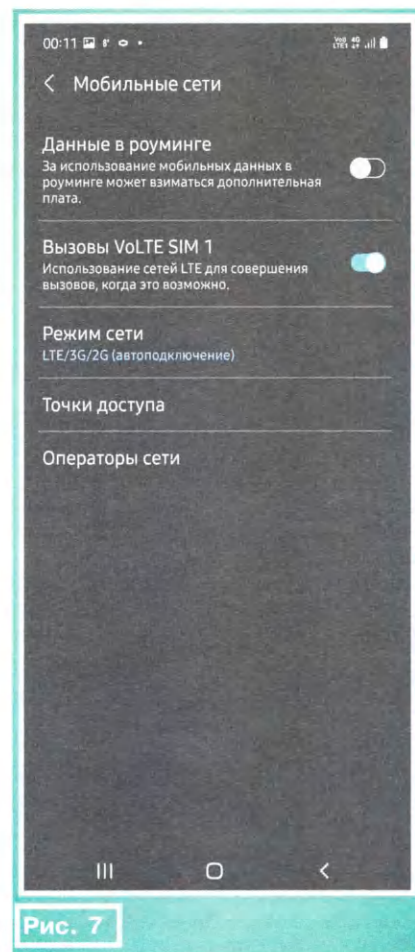 00:11
Мобильные сети
Данные в роуминге
За использование мобильных данных в
роуминге может взиматься дополнительная
плата.
Вызовы VoLTE SIM 1
Использование сетей LTE для совершения
вызовов, когда это возможно.
Режим сети
LTE/3G/2G (автоподключение)
Точки доступа
Операторы сети
Рис. 7